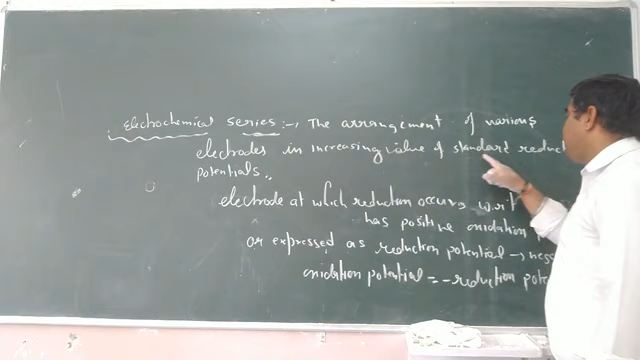 Electrochemical series :-, The arrangement of various
electrodes in increasing value of standard reduct
potentials.,
electrode at which reduction occurs w.r.t
has positive oxidation
or expressed as reduction potential → neg
oxidation potential = - reduction pote